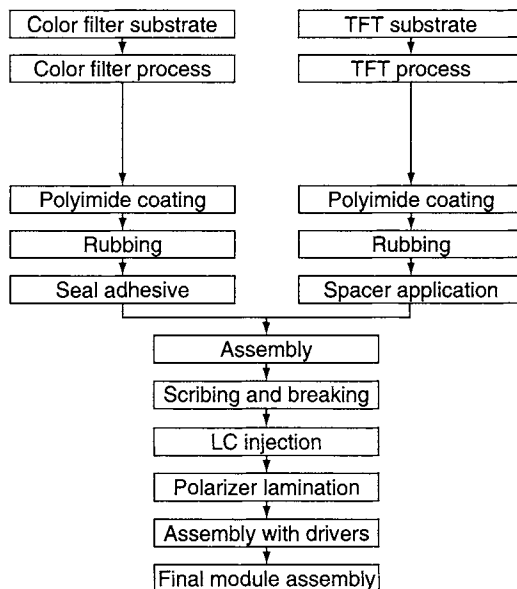 Color filter substrate
Color filter process
Polyimide coating
Rubbing
Seal adhesive
TFT substrate
TFT process
Polyimide coating
Rubbing
Spacer application
Assembly
Scribing and breaking
LC injection
Polarizer lamination
Assembly with drivers
Final module assembly